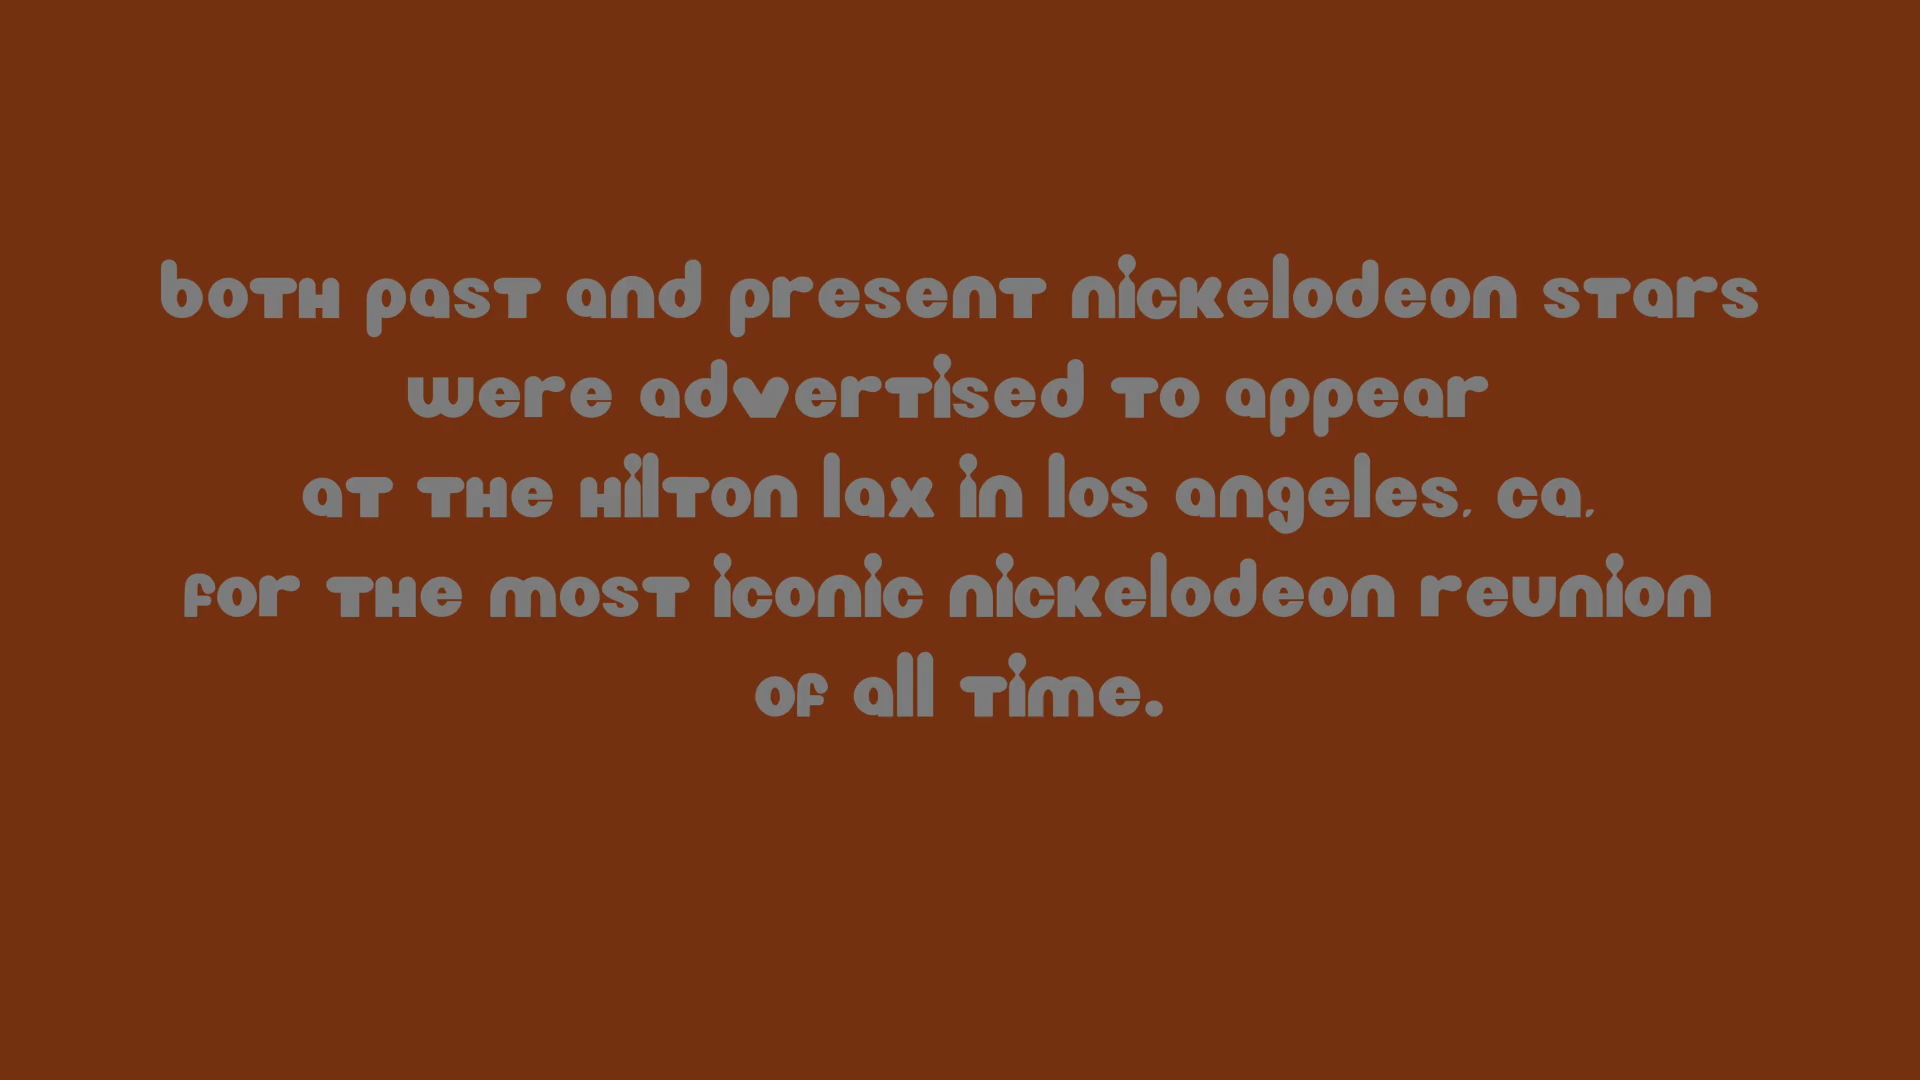 both past and present nickelodeon stars
were advertised to appear
at the hilton lax in los angeles, ca,
for the most iconic nickelodeon reunion
of all time.